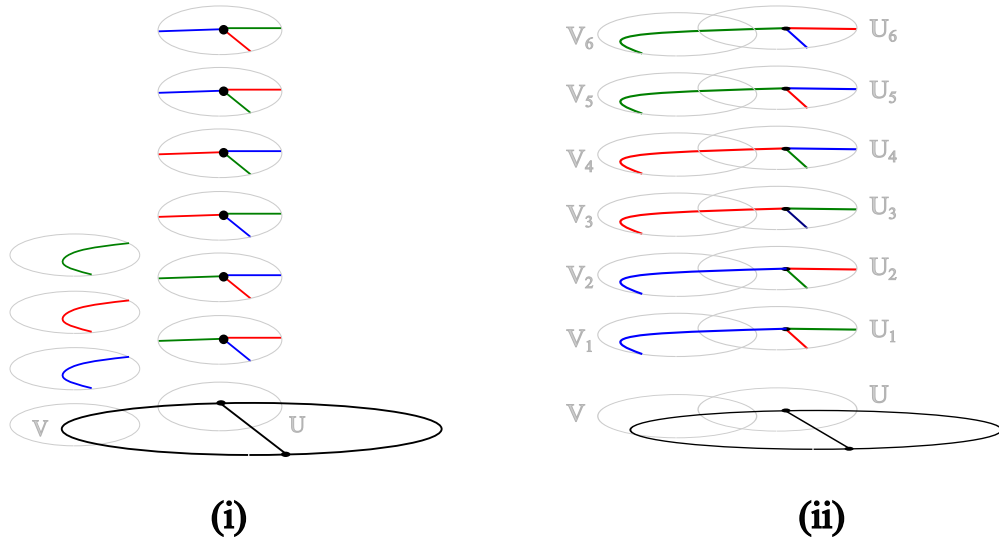 V
U
(i)
V₆
U₆
V₅
U₅
V₄
U₄
V₃
U₃
V₂
U₂
V₁
U₁
V
U
(ii)